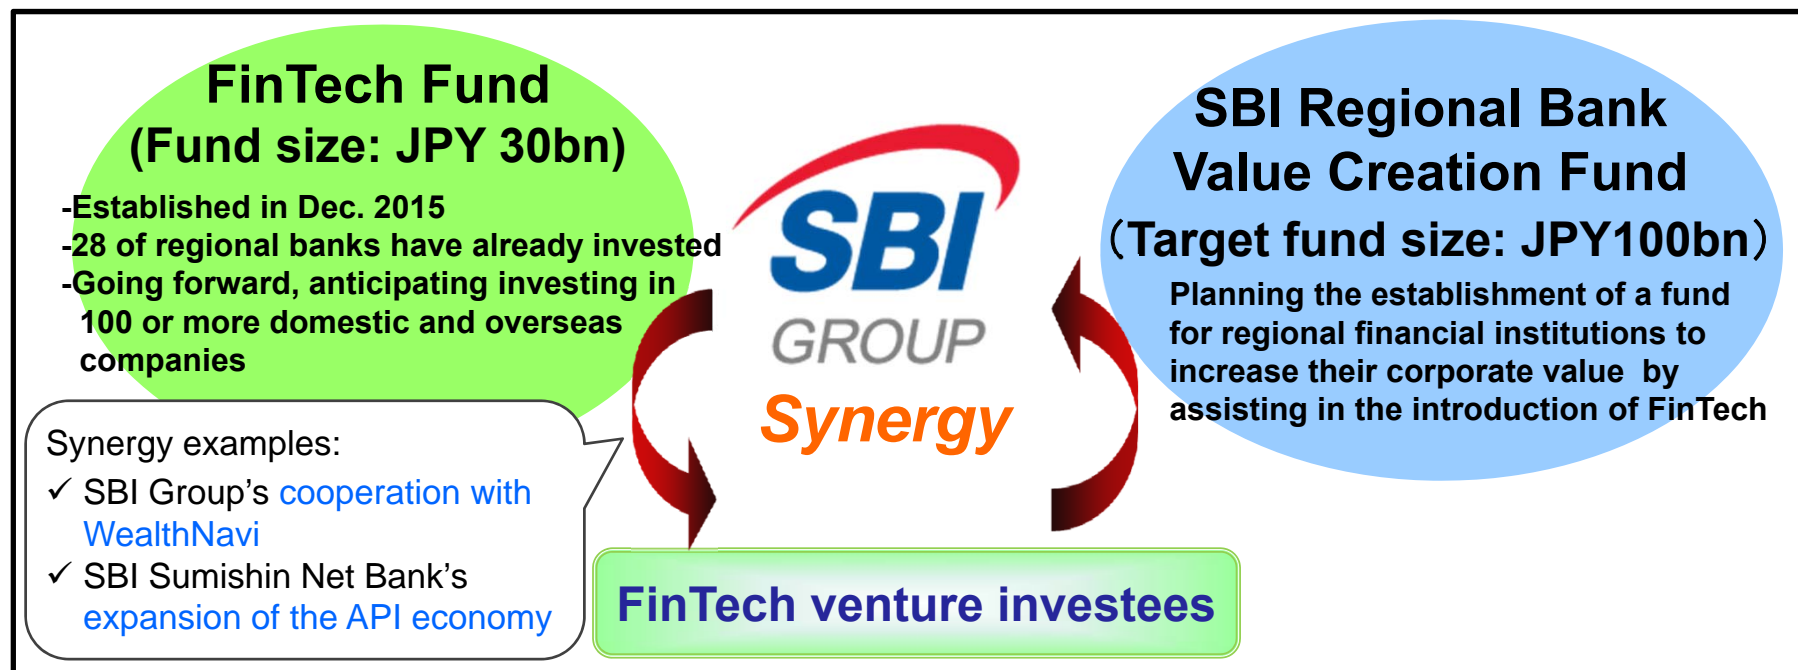 FinTech Fund
(Fund size: JPY 30bn)
-Established in Dec. 2015
-28 of regional banks have already invested
-Going forward, anticipating investing in
100 or more domestic and overseas
companies
Synergy examples:
✓ SBI Group’s cooperation with
WealthNavi
✓ SBI Sumishin Net Bank’s
expansion of the API economy
SBI
GROUP
Synergy
FinTech venture investees
SBI Regional Bank
Value Creation Fund
（Target fund size: JPY100bn）
Planning the establishment of a fund
for regional financial institutions to
increase their corporate value by
assisting in the introduction of FinTech